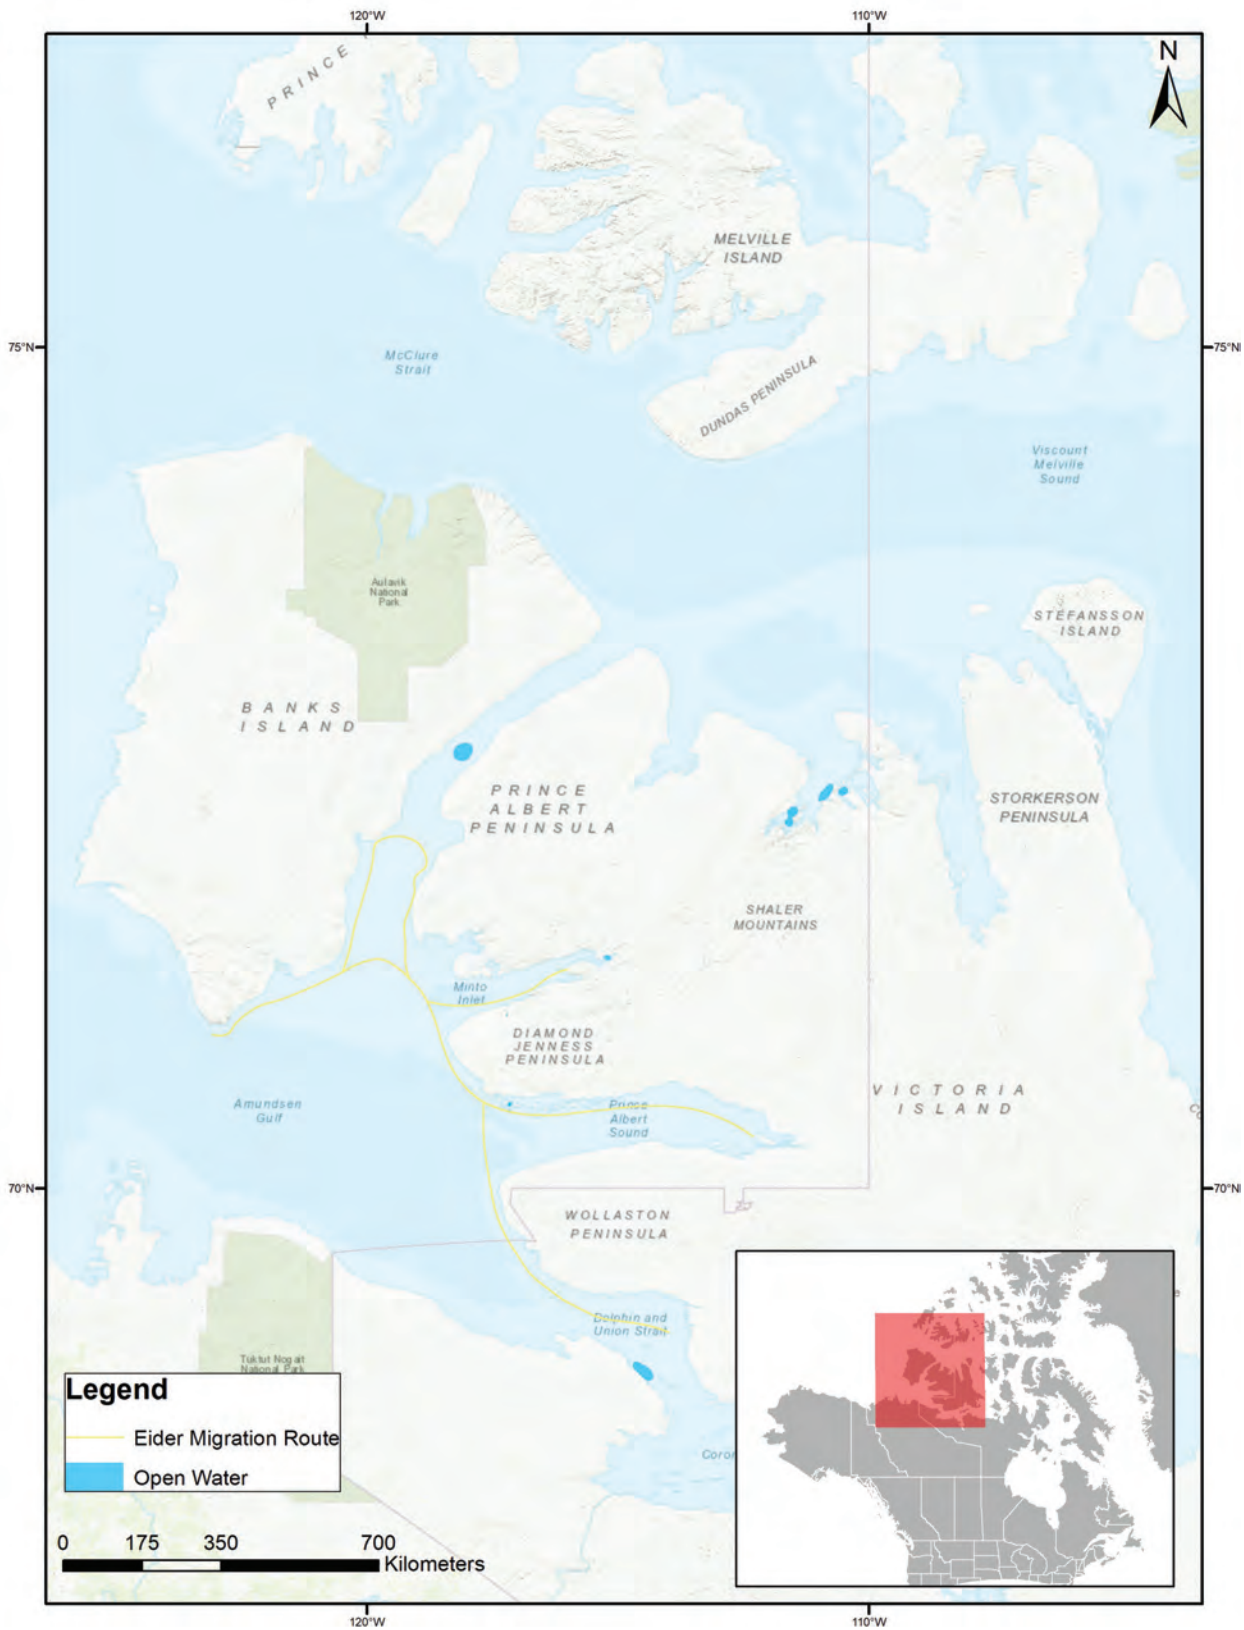 120°W
110°W
N
PRINCE
MELVILLE
ISLAND
75°N
75°N
McClure
Strait
DUNDAS PENINSULA
Viscount
Melville
Sound
Aulavik
National
Park
STEFANSSON
ISLAND
BANKS
ISLAND
PRINCE
ALBERT
PENINSULA
STORKERSON
PENINSULA
SHALER
MOUNTAINS
Minto
Inlet
DIAMOND
JENNESS
PENINSULA
VICTORIA
ISLAND
Amundsen
Gulf
Prince
Albert
Sound
70°N
70°N
WOLLASTON
PENINSULA
Dolphin and
Union Strait
Tuktut Nogait
National Park
Legend
Eider Migration Route
Open Water
Coron
0 175 350 700
Kilometers
120°W
110°W